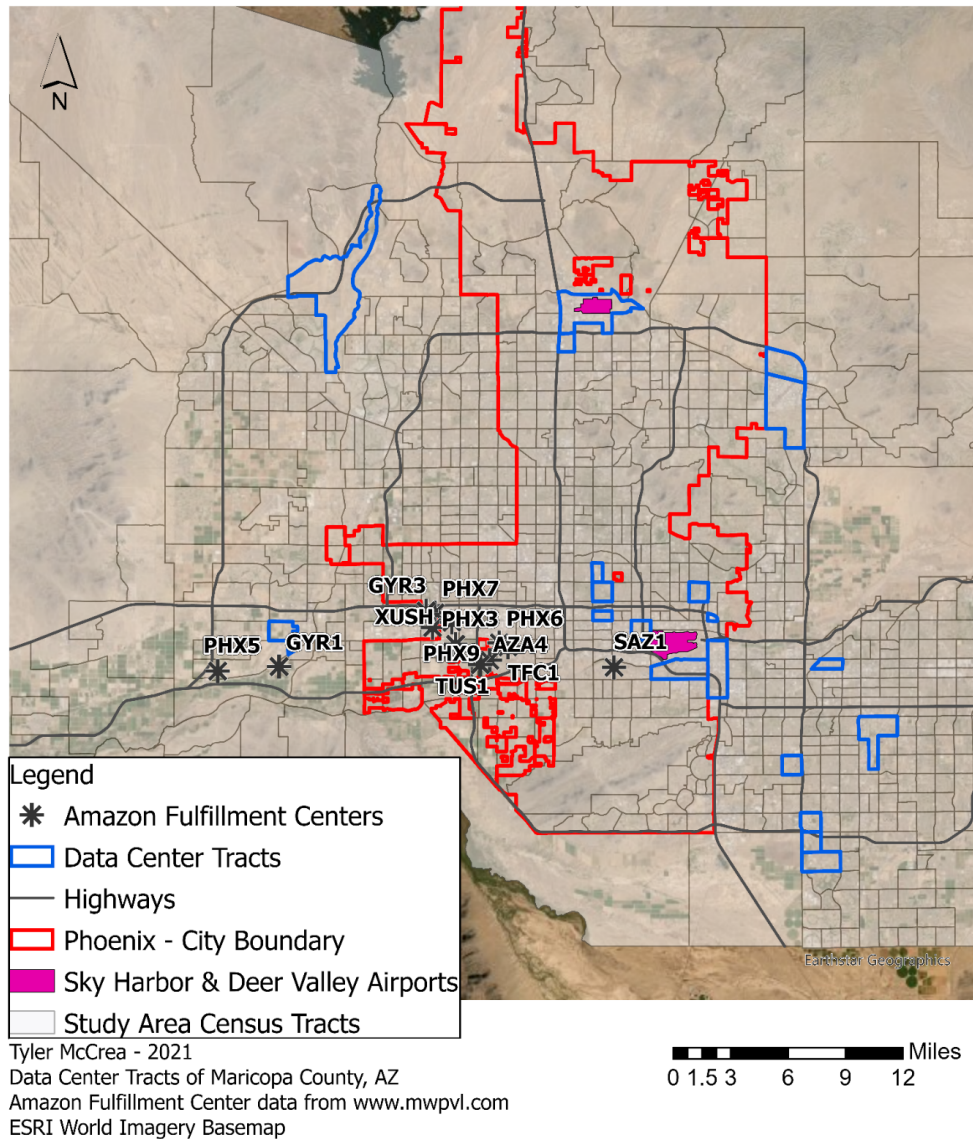 N
GYR3 PHX7
XUSH PHX3 PHX6
PHX5 GYR1 PHX9 AZA4 SAZ1
TUS1 TFC1
Legend
Amazon Fulfillment Centers
Data Center Tracts
Highways
Phoenix - City Boundary
Sky Harbor & Deer Valley Airports
Study Area Census Tracts
Earthstar Geographics
Tyler McCrea - 2021
Data Center Tracts of Maricopa County, AZ
Amazon Fulfillment Center data from www.mwpvl.com
ESRI World Imagery Basemap
Miles
0 1.5 3 6 9 12